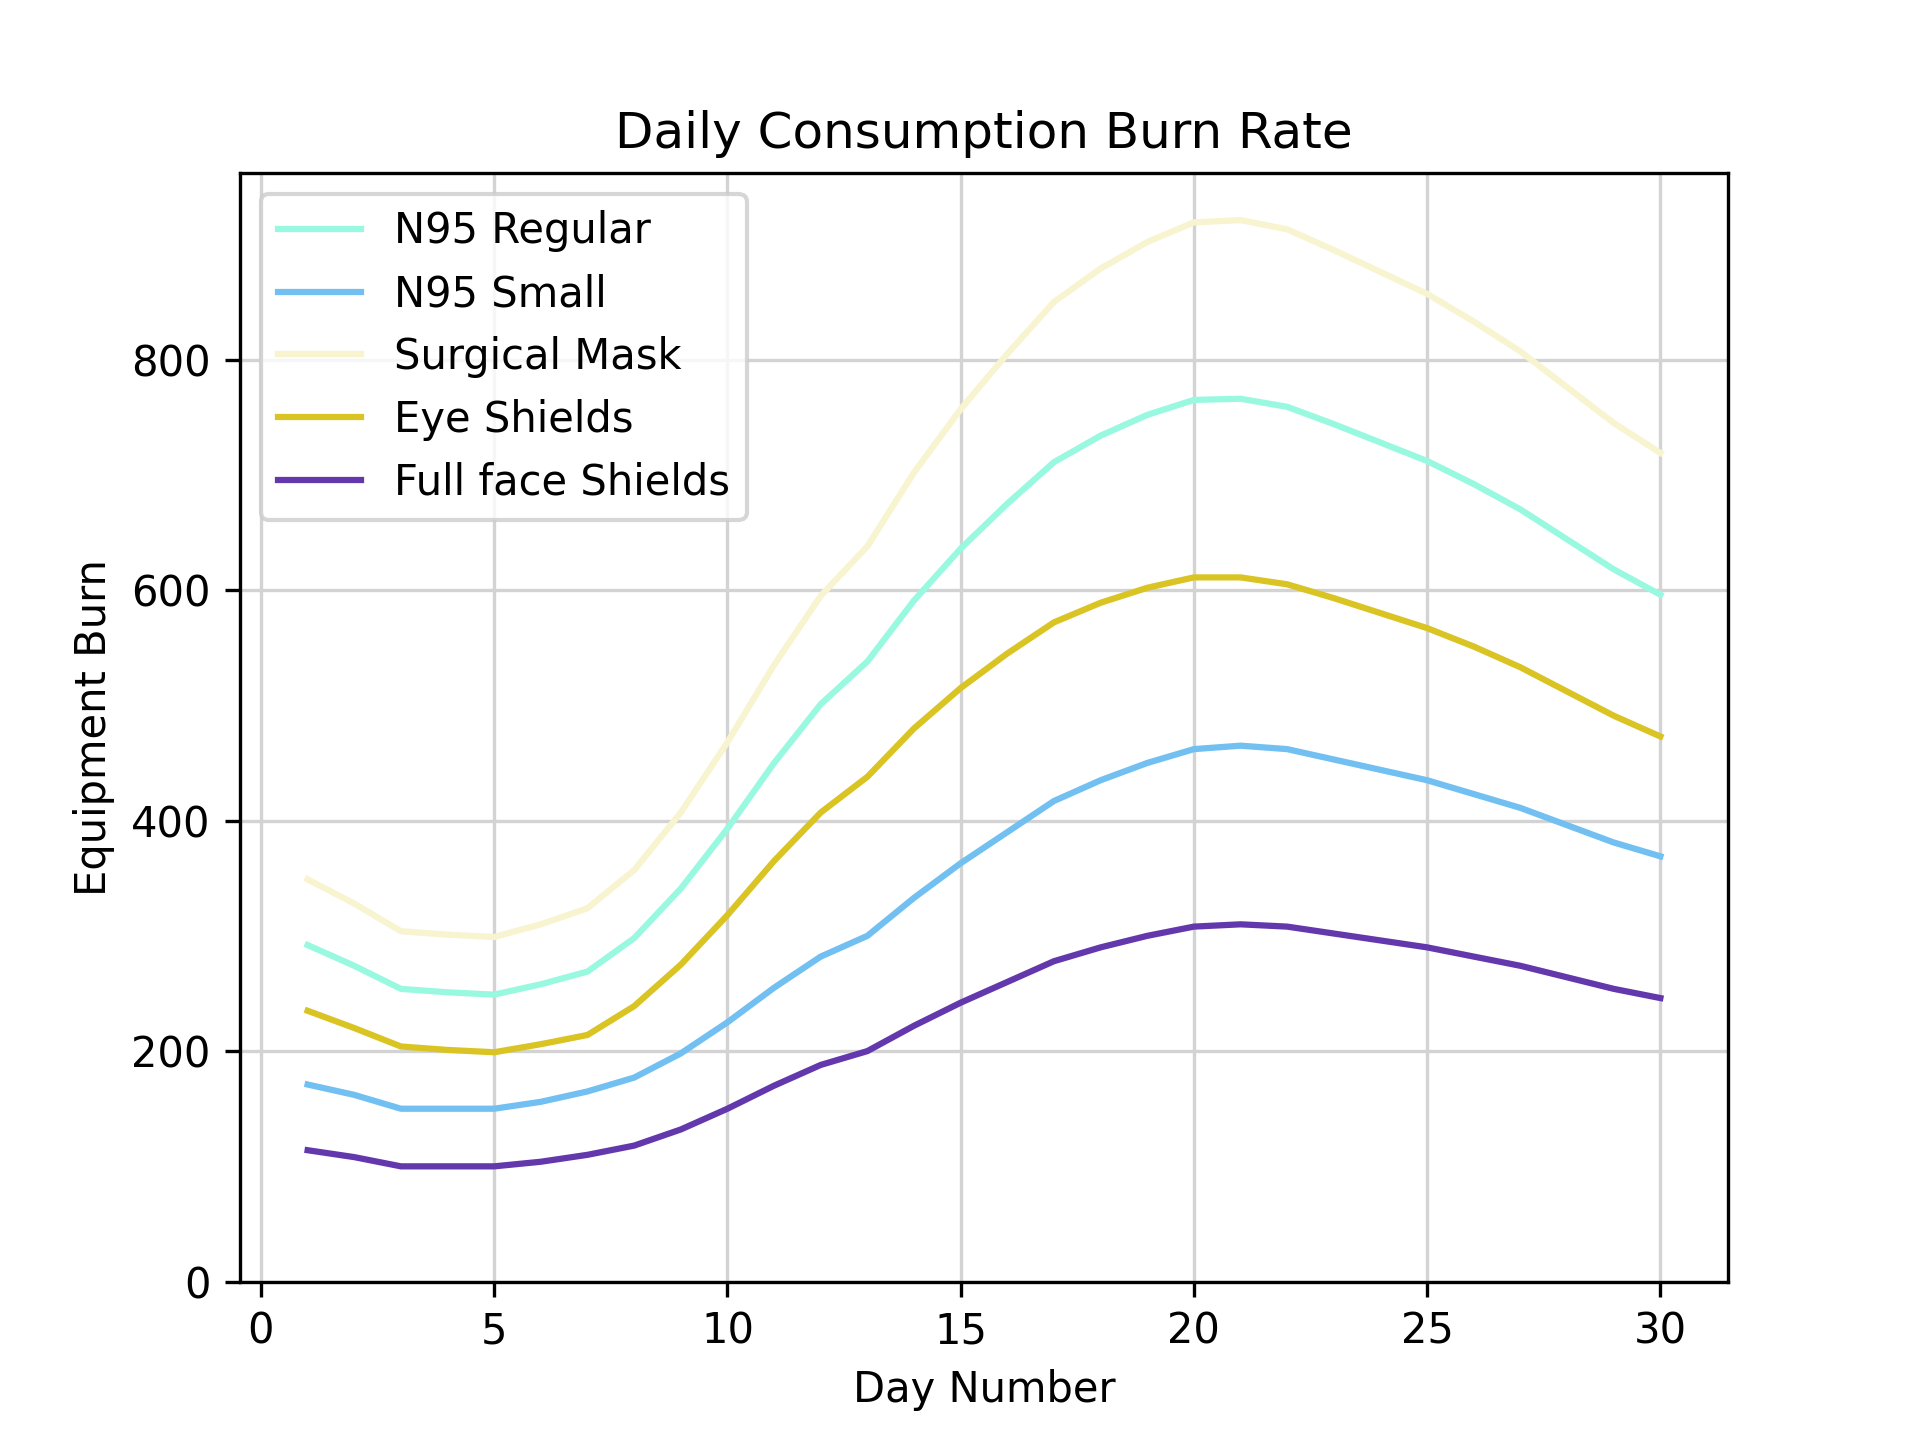 Daily Consumption Burn Rate
N95 Regular
N95 Small
Surgical Mask
Eye Shields
Full face Shields
800
600
400
200
0
Equipment Burn
0 5 10 15 20 25 30
Day Number